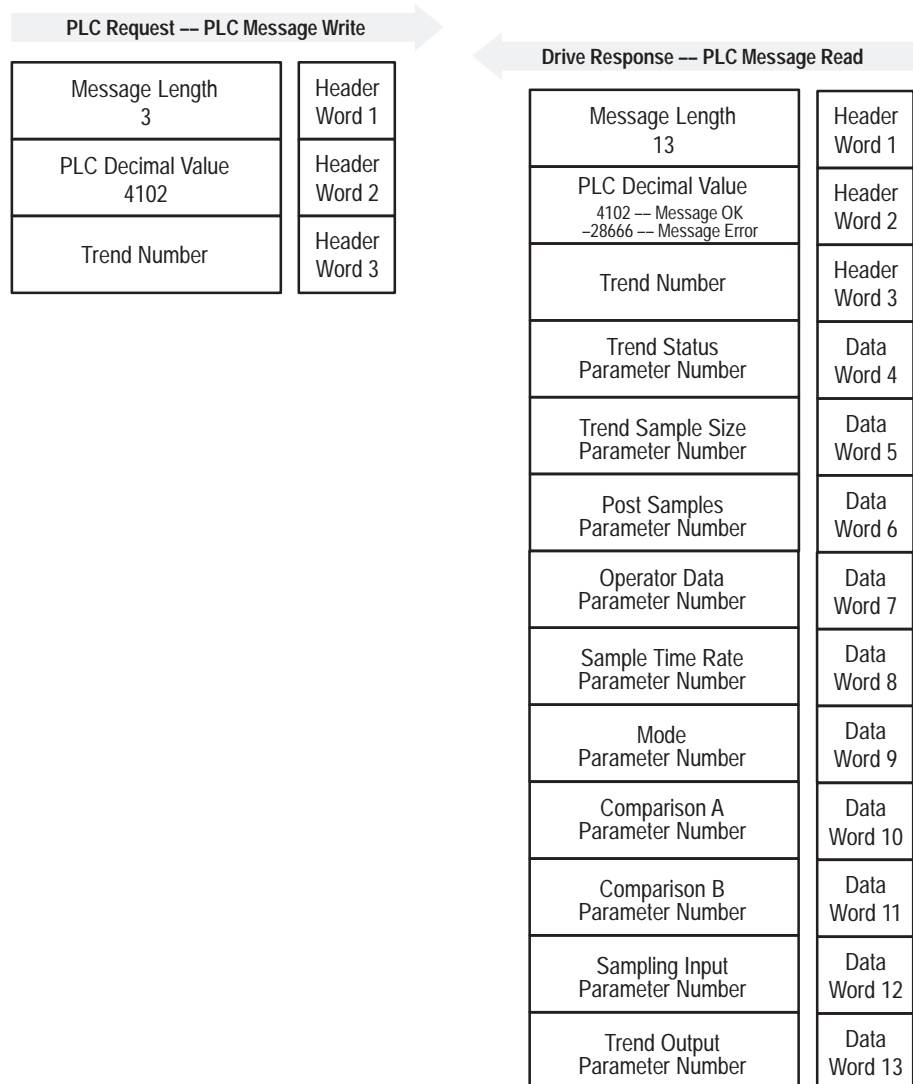 PLC Request –– PLC Message Write
Message Length
3
Header
Word 1
PLC Decimal Value
4102
Header
Word 2
Trend Number
Header
Word 3
Drive Response –– PLC Message Read
Message Length
13
Header
Word 1
PLC Decimal Value
4102 –– Message OK
–28666 –– Message Error
Header
Word 2
Trend Number
Header
Word 3
Trend Status
Parameter Number
Data
Word 4
Trend Sample Size
Parameter Number
Data
Word 5
Post Samples
Parameter Number
Data
Word 6
Operator Data
Parameter Number
Data
Word 7
Sample Time Rate
Parameter Number
Data
Word 8
Mode
Parameter Number
Data
Word 9
Comparison A
Parameter Number
Data
Word 10
Comparison B
Parameter Number
Data
Word 11
Sampling Input
Parameter Number
Data
Word 12
Trend Output
Parameter Number
Data
Word 13